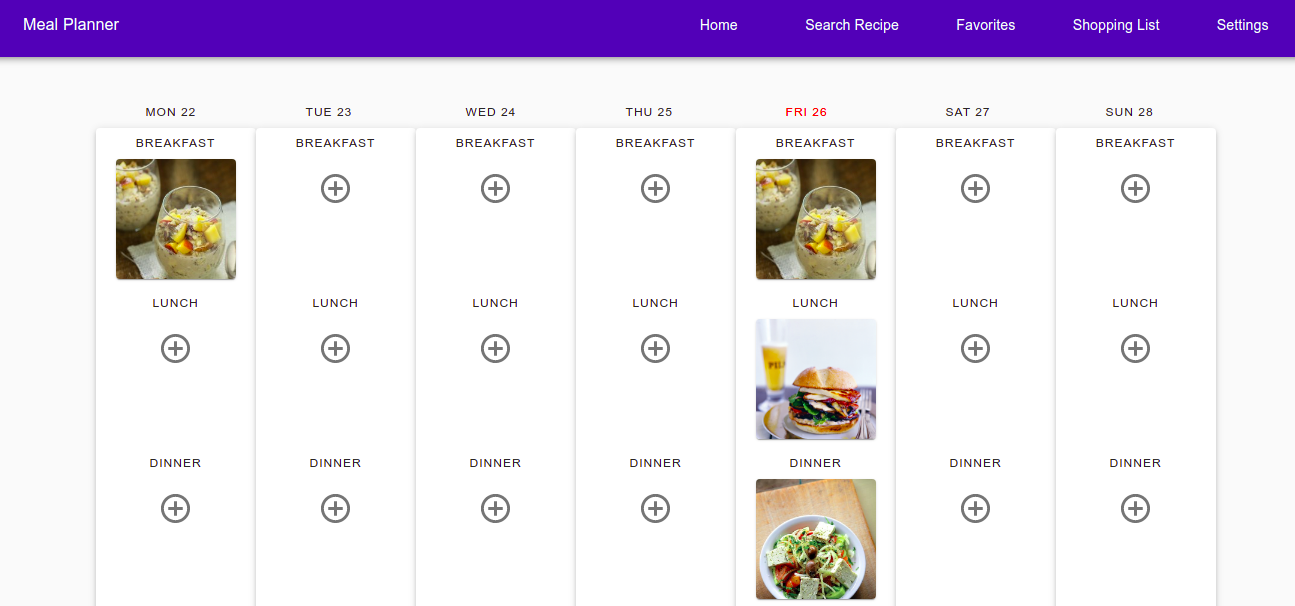 Meal Planner Home Search Recipe Favorites Shopping List Settings
MON 22 TUE 23 WED 24 THU 25 FRI 26 SAT 27 SUN 28
BREAKFAST BREAKFAST BREAKFAST BREAKFAST BREAKFAST BREAKFAST BREAKFAST
LUNCH LUNCH LUNCH LUNCH LUNCH LUNCH LUNCH
DINNER DINNER DINNER DINNER DINNER DINNER DINNER